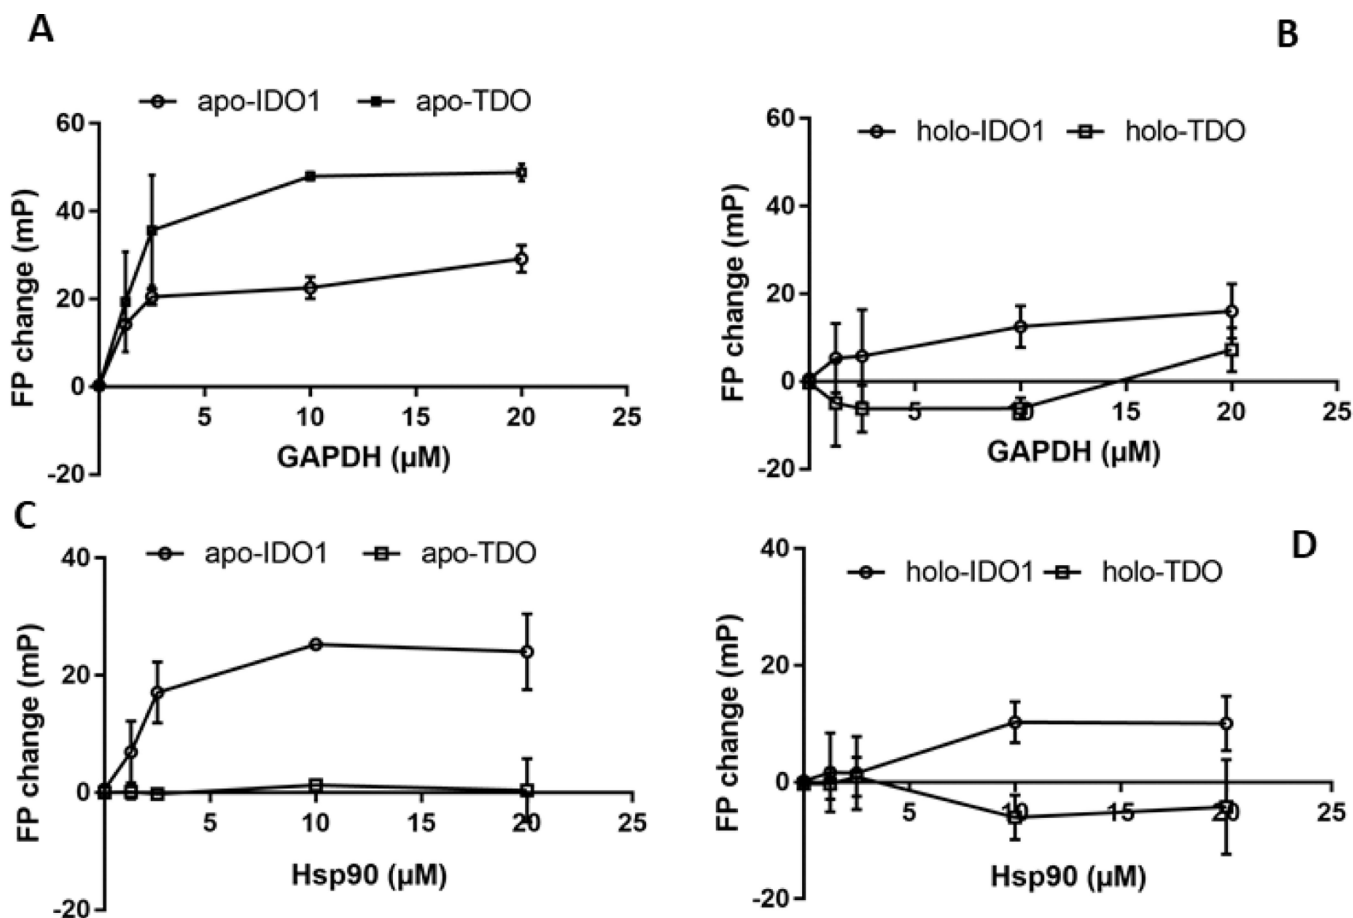 A
apo-IDO1 apo-TDO
60
40
20
0
-20
5 10 15 20 25
FP change (mP)
GAPDH (µM)
B
holo-IDO1 holo-TDO
60
40
20
0
-20
5 10 15 20 25
FP change (mP)
GAPDH (µM)
C
apo-IDO1 apo-TDO
40
20
0
-20
5 10 15 20 25
FP change (mP)
Hsp90 (µM)
D
holo-IDO1 holo-TDO
40
20
0
-20
5 10 15 20 25
FP change (mP)
Hsp90 (µM)